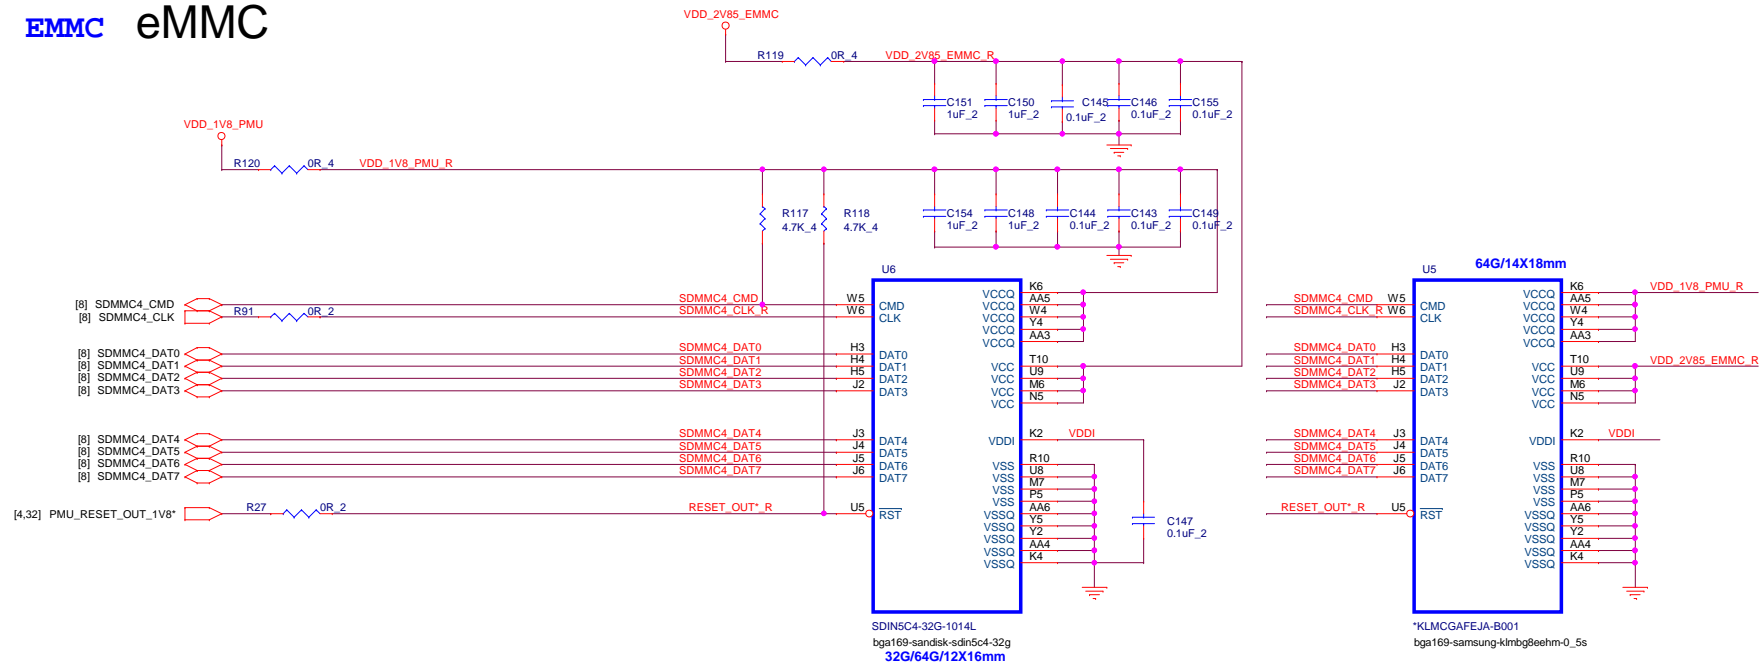 EMMC eMMC
VDD_2V85_EMMC
R119 0R_4 VDD_2V85_EMMC_R
C151 1uF_2
C150 1uF_2
C145 0.1uF_2
C146 0.1uF_2
C155 0.1uF_2
VDD_1V8_PMU
R120 0R_4 VDD_1V8_PMU_R
R117 4.7K_4
R118 4.7K_4
C154 1uF_2
C148 1uF_2
C144 0.1uF_2
C143 0.1uF_2
C149 0.1uF_2
[8] SDMMC4_CMD
[8] SDMMC4_CLK R91 0R_2
[8] SDMMC4_DAT0
[8] SDMMC4_DAT1
[8] SDMMC4_DAT2
[8] SDMMC4_DAT3
[8] SDMMC4_DAT4
[8] SDMMC4_DAT5
[8] SDMMC4_DAT6
[8] SDMMC4_DAT7
[4,32] PMU_RESET_OUT_1V8* R27 0R_2
U6
SDMMC4_CMD W5 CMD
SDMMC4_CLK_R W6 CLK
SDMMC4_DAT0 H3 DAT0
SDMMC4_DAT1 H4 DAT1
SDMMC4_DAT2 H5 DAT2
SDMMC4_DAT3 J2 DAT3
SDMMC4_DAT4 J3 DAT4
SDMMC4_DAT5 J4 DAT5
SDMMC4_DAT6 J5 DAT6
SDMMC4_DAT7 J6 DAT7
RESET_OUT*_R U5 RST
VCCQ K6
VCCQ AA5
VCCQ W4
VCCQ Y4
VCCQ AA3
VCC T10
VCC U9
VCC M6
VCC N5
VDDI K2 VDDI
VSS R10
VSS U8
VSS M7
VSS P5
VSSQ AA6
VSSQ Y5
VSSQ Y2
VSSQ AA4
VSSQ K4
C147 0.1uF_2
SDIN5C4-32G-1014L
bga169-sandisk-sdin5c4-32g
32G/64G/12X16mm
U5 64G/14X18mm
SDMMC4_CMD W5 CMD
SDMMC4_CLK_R W6 CLK
SDMMC4_DAT0 H3 DAT0
SDMMC4_DAT1 H4 DAT1
SDMMC4_DAT2 H5 DAT2
SDMMC4_DAT3 J2 DAT3
SDMMC4_DAT4 J3 DAT4
SDMMC4_DAT5 J4 DAT5
SDMMC4_DAT6 J5 DAT6
SDMMC4_DAT7 J6 DAT7
RESET_OUT*_R U5 RST
VCCQ K6 VDD_1V8_PMU_R
VCCQ AA5
VCCQ W4
VCCQ Y4
VCCQ AA3
VCC T10 VDD_2V85_EMMC_R
VCC U9
VCC M6
VCC N5
VDDI K2 VDDI
VSS R10
VSS U8
VSS M7
VSS P5
VSSQ AA6
VSSQ Y5
VSSQ Y2
VSSQ AA4
VSSQ K4
*KLMCGAFEJA-B001
bga169-samsung-klmbg8eehm-0_5s